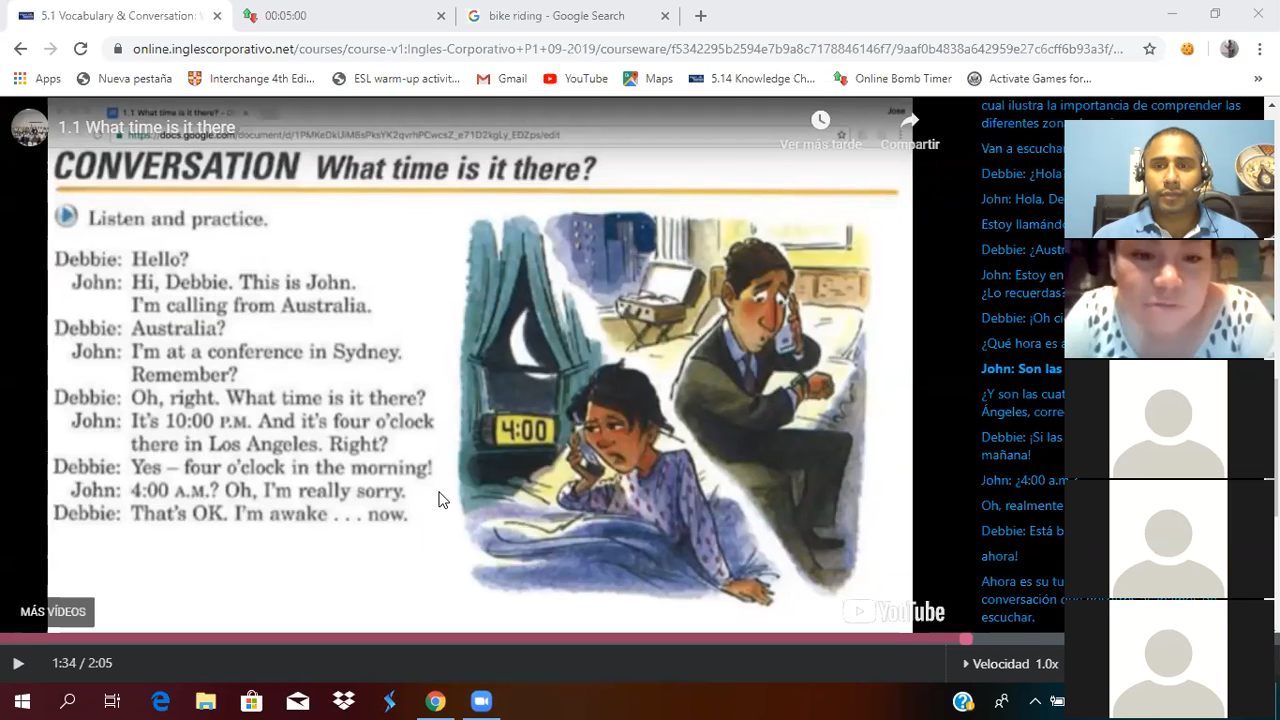 5.1 Vocabulary & Conversation: W
00:05:00
bike riding - Google Search
online.inglescorporativo.net/courses/course-v1:Ingles-Corporativo+P1+09-2019/courseware/f5342295b2594e7b9a8c7178846146f7/9aaf0b4838a642959e27c6cff6b93a3f/...
Apps
Nueva pestaña
Interchange 4th Edi...
ESL warm-up activit...
Gmail
YouTube
Maps
5.14 Knowledge Ch...
Online Bomb Timer
Activate Games for...
»
1.1 What time is it there
Ver más tarde
Compartir
CONVERSATION What time is it there?
Listen and practice.
Debbie: Hello?
John: Hi, Debbie. This is John.
I'm calling from Australia.
Debbie: Australia?
John: I'm at a conference in Sydney.
Remember?
Debbie: Oh, right. What time is it there?
John: It's 10:00 P.M. And it's four o'clock
there in Los Angeles. Right?
Debbie: Yes – four o'clock in the morning!
John: 4:00 A.M.? Oh, I'm really sorry.
Debbie: That's OK. I'm awake . . . now.
4:00
MÁS VÍDEOS
YouTube
1:34 / 2:05
Velocidad 1.0x
cual ilustra la importancia de comprender las
diferentes
Van a escuchar
Debbie: ¿Hola?
John: Hola,
Estoy
Debbie:
John: Estoy en
¿Lo recuerdas?
Debbie: ¡Oh
¿Qué hora es a
John: Son las
¿Y son las
Ángeles,
Debbie: ¡Si las
mañana!
John: ¿4:00 a.m
Oh, realmente
Debbie: Está
ahora!
Ahora es su
conversación
escuchar.